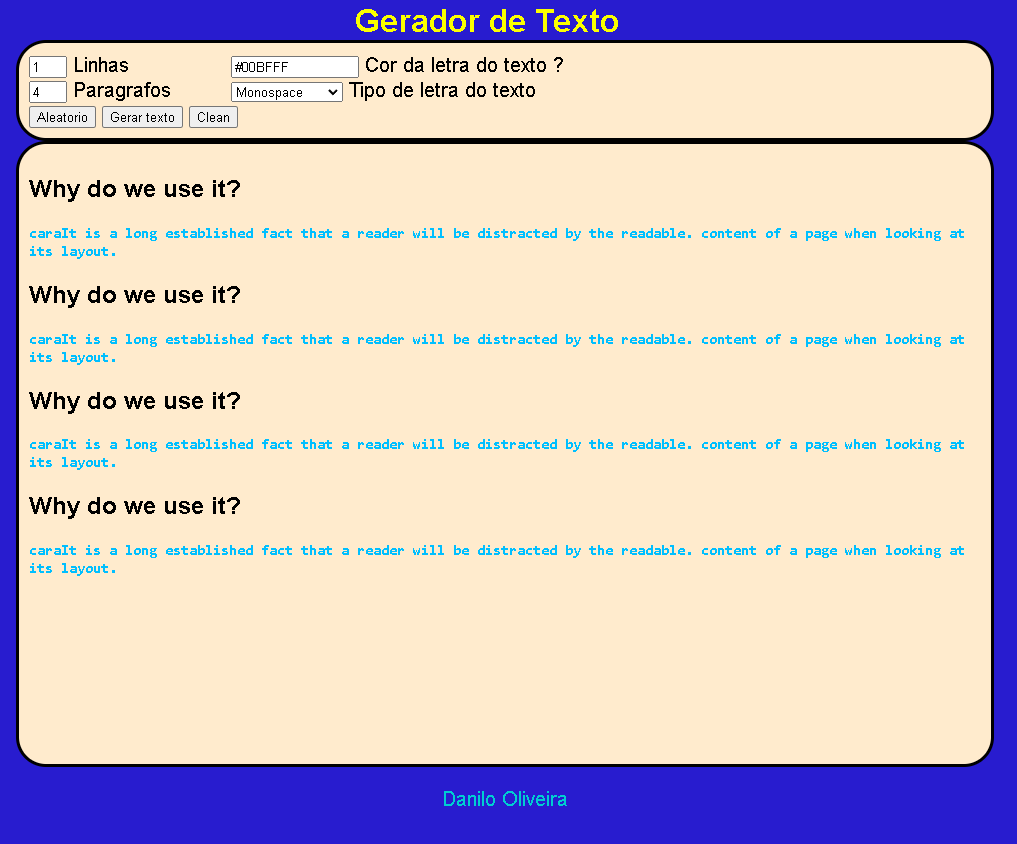 Gerador de Texto
1 Linhas #00BFFF Cor da letra do texto ?
4 Paragrafos Monospace Tipo de letra do texto
Aleatorio Gerar texto Clean
Why do we use it?
caraIt is a long established fact that a reader will be distracted by the readable. content of a page when looking at
its layout.
Why do we use it?
caraIt is a long established fact that a reader will be distracted by the readable. content of a page when looking at
its layout.
Why do we use it?
caraIt is a long established fact that a reader will be distracted by the readable. content of a page when looking at
its layout.
Why do we use it?
caraIt is a long established fact that a reader will be distracted by the readable. content of a page when looking at
its layout.
Danilo Oliveira